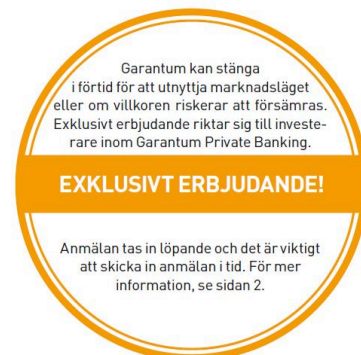 Garantum kan stänga
i förtid för att utnyttja marknadsläget
eller om villkoren riskerar att försämras.
Exklusivt erbjudande riktar sig till investe-
rare inom Garantum Private Banking.
EXKLUSIVT ERBJUDANDE!
Anmälan tas in löpande och det är viktigt
att skicka in anmälan i tid. För mer
information, se sidan 2.